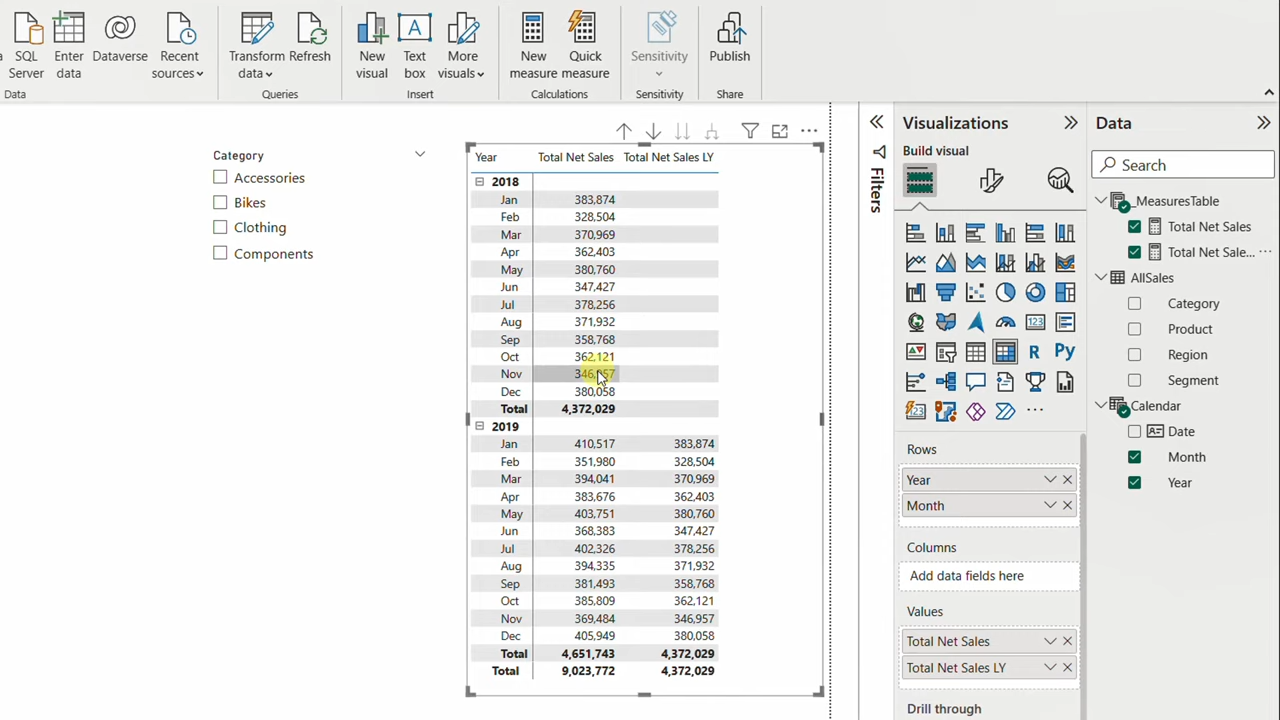 SQL Server
Enter data
Dataverse
Recent sources
Data
Transform data
Refresh
Queries
New visual
A
Text box
More visuals
Insert
New measure
Quick measure
Calculations
Sensitivity
Sensitivity
Publish
Share
Category
Accessories
Bikes
Clothing
Components
Year Total Net Sales Total Net Sales LY
2018
Jan 383,874
Feb 328,504
Mar 370,969
Apr 362,403
May 380,760
Jun 347,427
Jul 378,256
Aug 371,932
Sep 358,768
Oct 362,121
Nov 346,957
Dec 380,058
Total 4,372,029
2019
Jan 410,517 383,874
Feb 351,980 328,504
Mar 394,041 370,969
Apr 383,676 362,403
May 403,751 380,760
Jun 368,383 347,427
Jul 402,326 378,256
Aug 394,335 371,932
Sep 381,493 358,768
Oct 385,809 362,121
Nov 369,484 346,957
Dec 405,949 380,058
Total 4,651,743 4,372,029
Total 9,023,772 4,372,029
Filters
Visualizations
Build visual
123
R
Py
123
Rows
Year
Month
Columns
Add data fields here
Values
Total Net Sales
Total Net Sales LY
Drill through
Data
Search
_MeasuresTable
Total Net Sales
Total Net Sale...
AllSales
Category
Product
Region
Segment
Calendar
Date
Month
Year